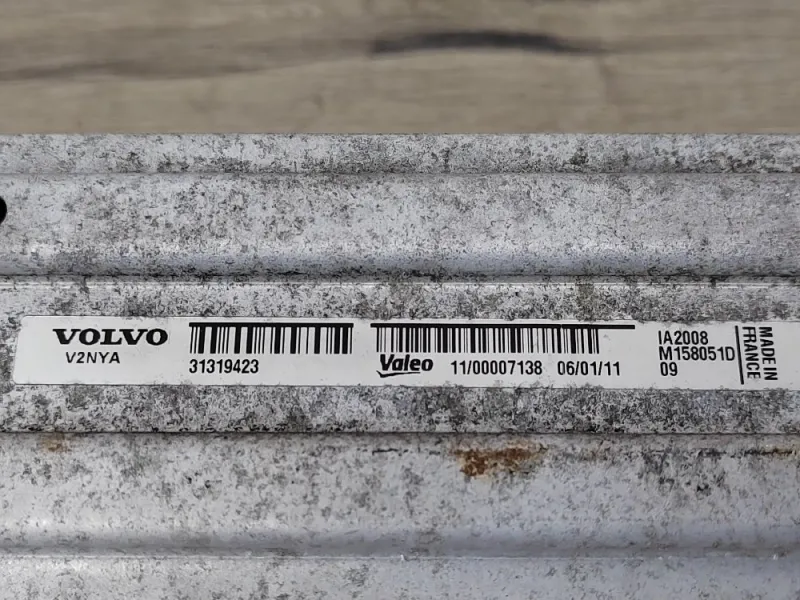 VOLVO
V2NYA
31319423
Valeo
11/00007138 06/01/11
IA2008
M158051D
09
MADE IN
FRANCE